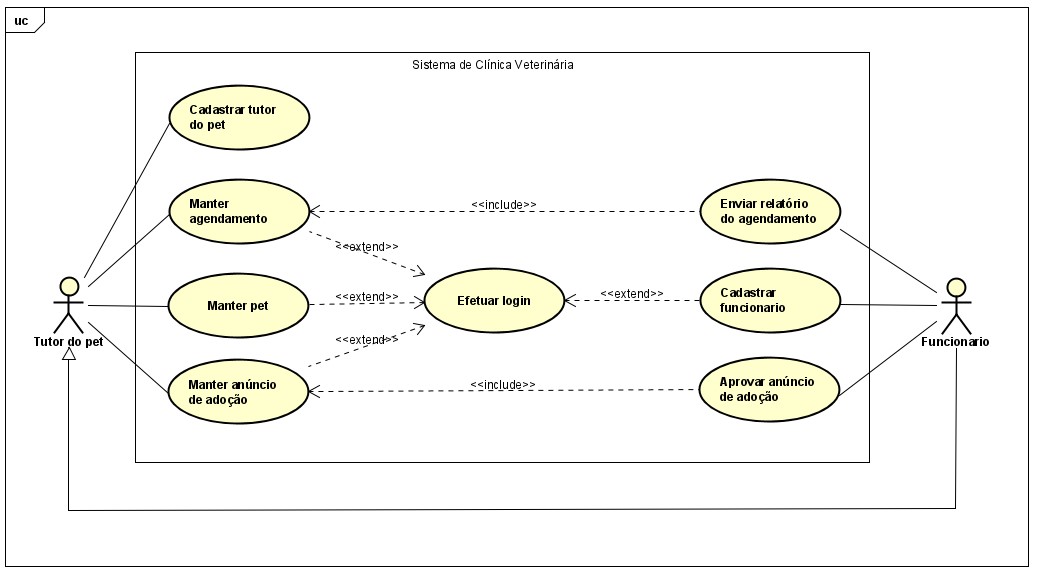 uc
Sistema de Clínica Veterinária
Cadastrar tutor
do pet
Manter
agendamento
<<include>>
Enviar relatório
do agendamento
<<extend>>
Manter pet
<<extend>>
Efetuar login
<<extend>>
Cadastrar
funcionario
Tutor do pet
Funcionario
<<extend>>
Manter anúncio
de adoção
<<include>>
Aprovar anúncio
de adoção